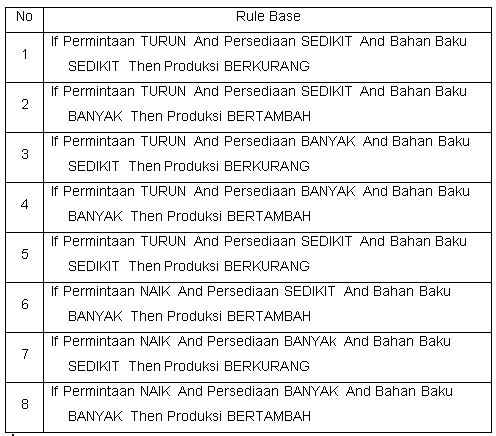 No Rule Base
1 If Permintaan TURUN And Persediaan SEDIKIT And Bahan Baku
SEDIKIT Then Produksi BERKURANG
2 If Permintaan TURUN And Persediaan SEDIKIT And Bahan Baku
BANYAK Then Produksi BERTAMBAH
3 If Permintaan TURUN And Persediaan BANYAK And Bahan Baku
SEDIKIT Then Produksi BERKURANG
4 If Permintaan TURUN And Persediaan BANYAK And Bahan Baku
BANYAK Then Produksi BERTAMBAH
5 If Permintaan TURUN And Persediaan SEDIKIT And Bahan Baku
SEDIKIT Then Produksi BERKURANG
6 If Permintaan NAIK And Persediaan SEDIKIT And Bahan Baku
BANYAK Then Produksi BERTAMBAH
7 If Permintaan NAIK And Persediaan BANYAk And Bahan Baku
SEDIKIT Then Produksi BERKURANG
8 If Permintaan NAIK And Persediaan BANYAK And Bahan Baku
BANYAK Then Produksi BERTAMBAH